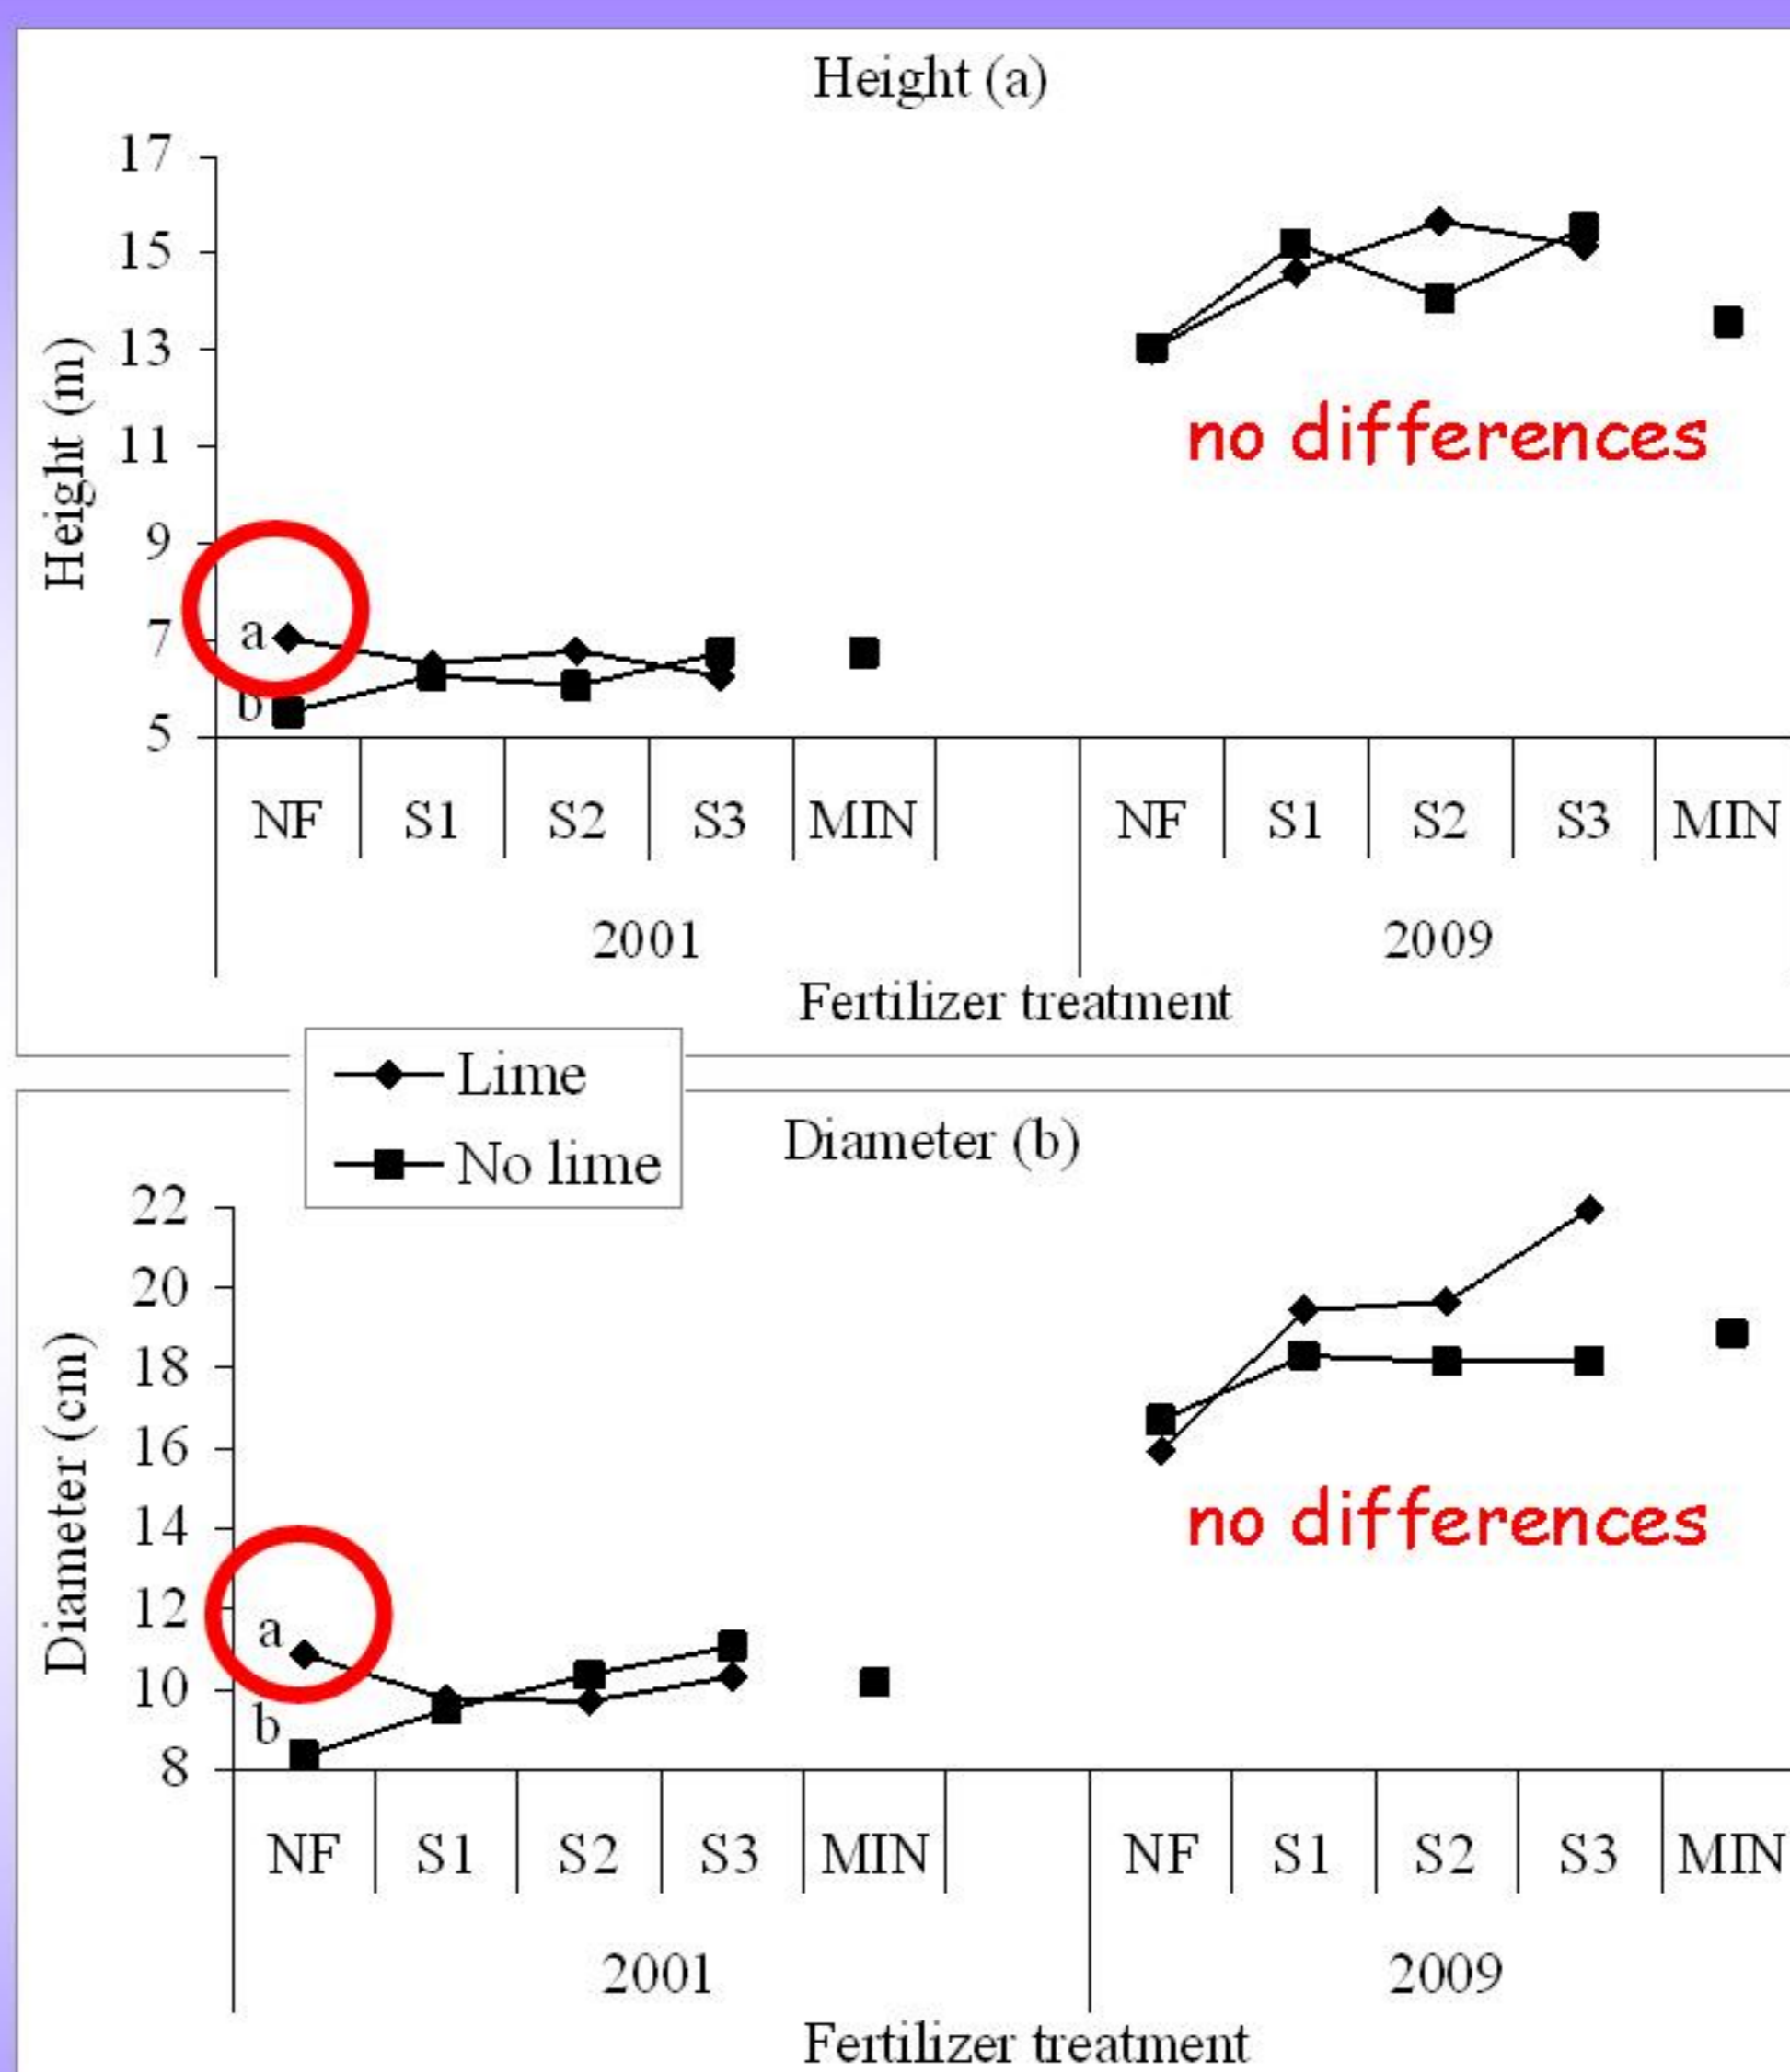 Height (a)
17
15
13
11
9
7
5
Height (m)
a
b
no differences
NF S1 S2 S3 MIN NF S1 S2 S3 MIN
2001 2009
Fertilizer treatment
Lime
No lime
Diameter (b)
22
20
18
16
14
12
10
8
Diameter (cm)
a
b
no differences
NF S1 S2 S3 MIN NF S1 S2 S3 MIN
2001 2009
Fertilizer treatment